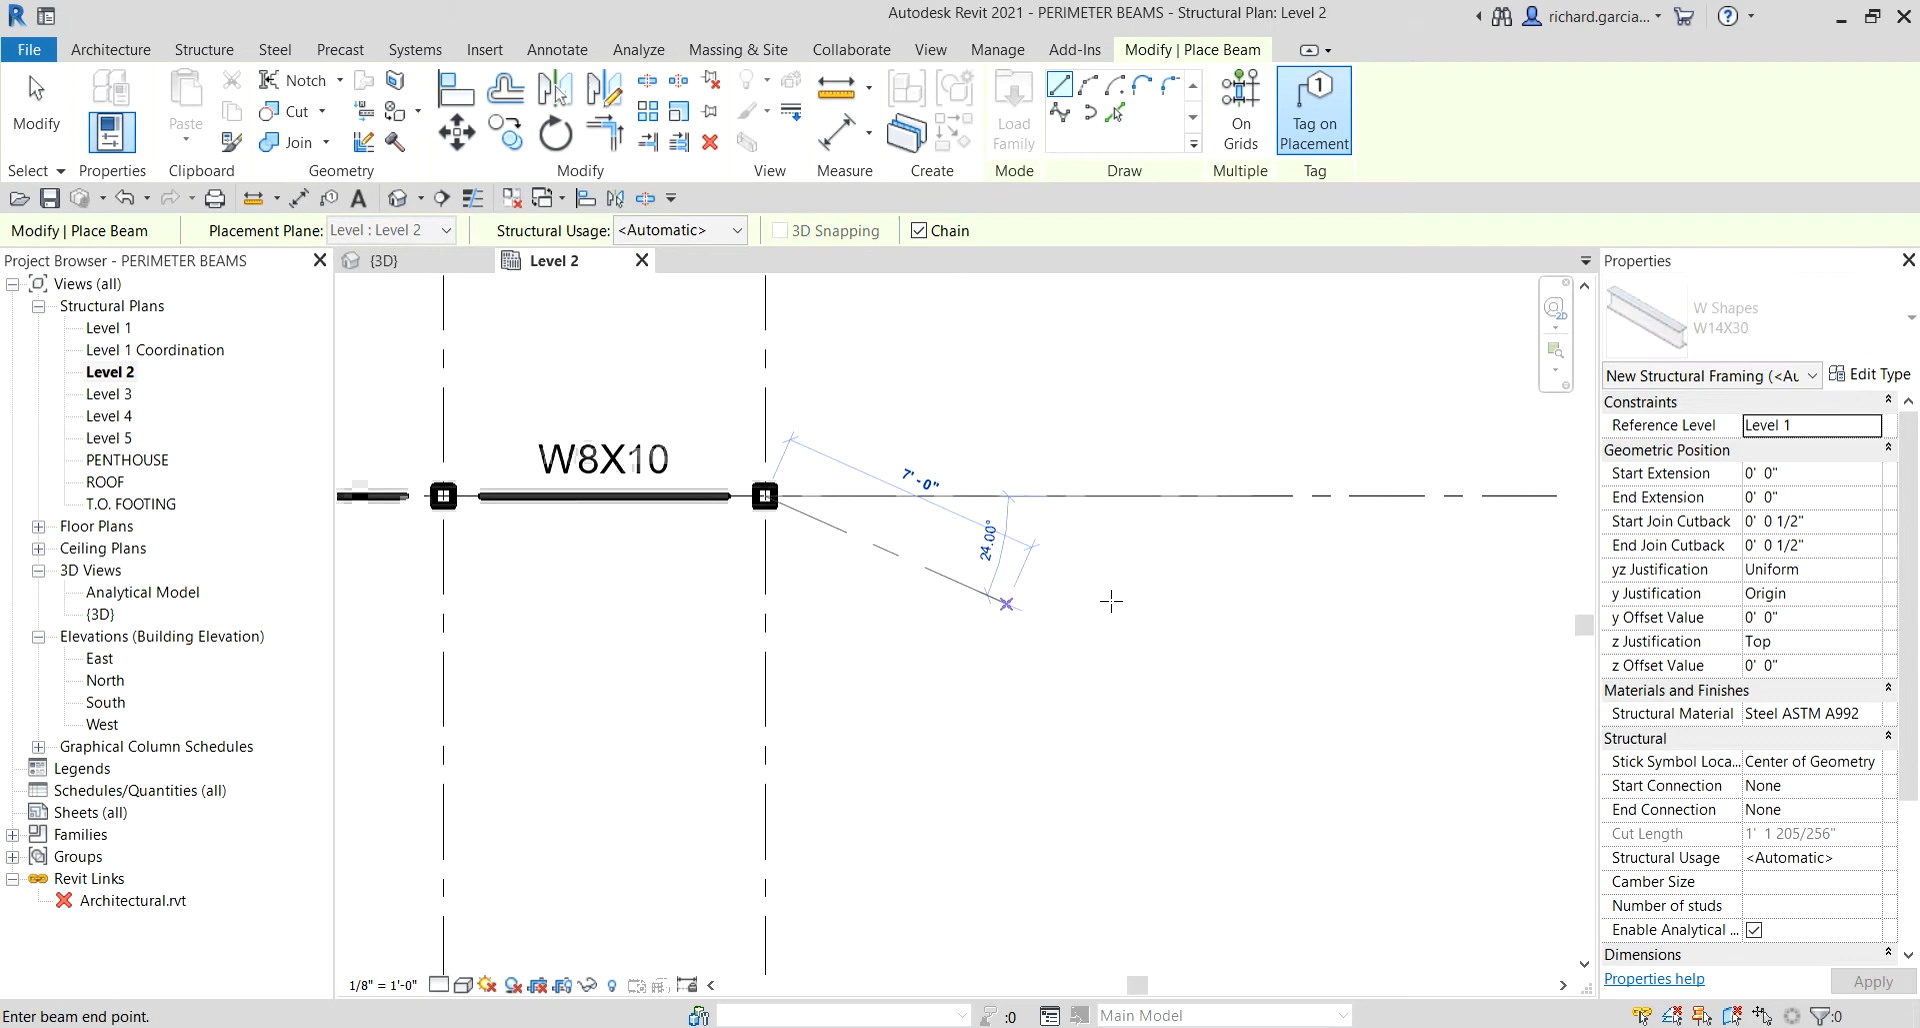 Autodesk Revit 2021 - PERIMETER BEAMS - Structural Plan: Level 2
richard.garcia...
File Architecture Structure Steel Precast Systems Insert Annotate Analyze Massing & Site Collaborate View Manage Add-Ins Modify | Place Beam
Modify
Paste
Notch
Cut
Join
Load Family
On Grids
Tag on Placement
Select Properties Clipboard Geometry Modify View Measure Create Mode Draw Multiple Tag
Modify | Place Beam Placement Plane: Level : Level 2 Structural Usage: <Automatic> 3D Snapping Chain
Project Browser - PERIMETER BEAMS
{3D}
Level 2
Views (all)
Structural Plans
Level 1
Level 1 Coordination
Level 2
Level 3
Level 4
Level 5
PENTHOUSE
ROOF
T.O. FOOTING
Floor Plans
Ceiling Plans
3D Views
Analytical Model
{3D}
Elevations (Building Elevation)
East
North
South
West
Graphical Column Schedules
Legends
Schedules/Quantities (all)
Sheets (all)
Families
Groups
Revit Links
Architectural.rvt
W8X10
7' -0"
24.00°
2D
Properties
W Shapes
W14X30
New Structural Framing (<Au Edit Type
Constraints
Reference Level Level 1
Geometric Position
Start Extension 0' 0"
End Extension 0' 0"
Start Join Cutback 0' 0 1/2"
End Join Cutback 0' 0 1/2"
yz Justification Uniform
y Justification Origin
y Offset Value 0' 0"
z Justification Top
z Offset Value 0' 0"
Materials and Finishes
Structural Material Steel ASTM A992
Structural
Stick Symbol Loca... Center of Geometry
Start Connection None
End Connection None
Cut Length 1' 1 205/256"
Structural Usage <Automatic>
Camber Size
Number of studs
Enable Analytical ...
Dimensions
Properties help Apply
1/8" = 1'-0"
Enter beam end point.
:0
Main Model
:0